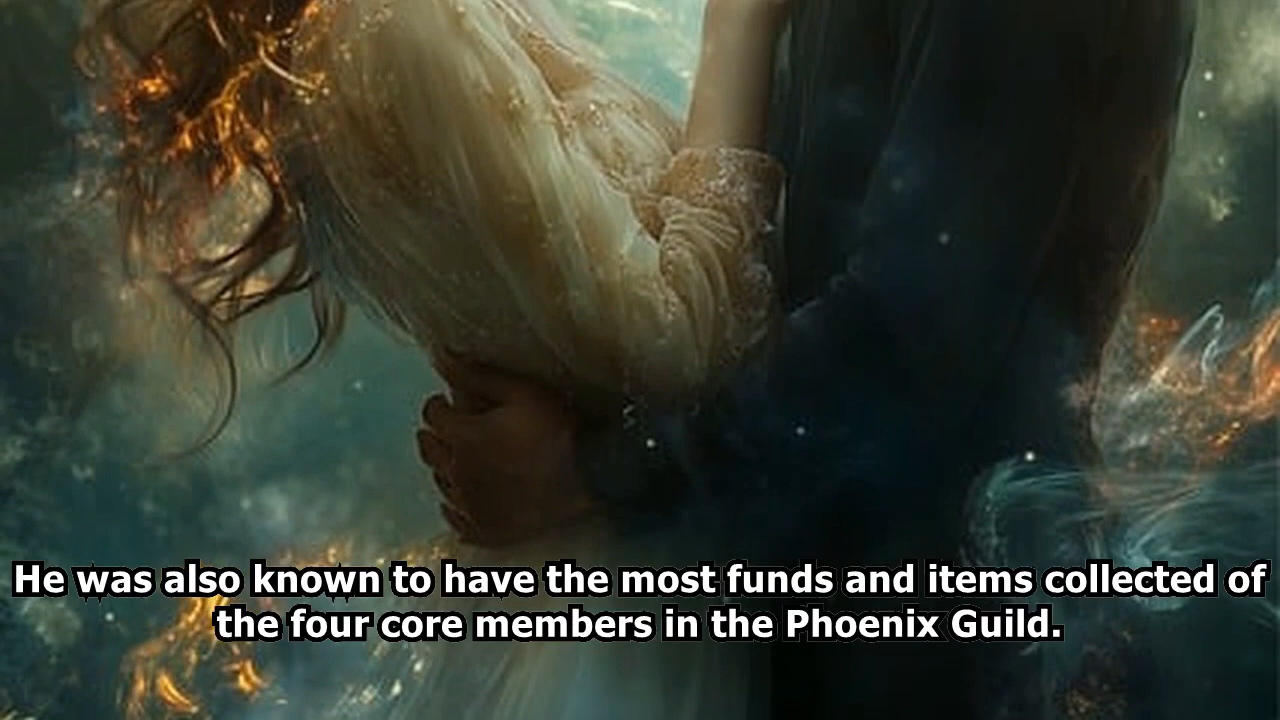 He was also known to have the most funds and items collected of
the four core members in the Phoenix Guild.